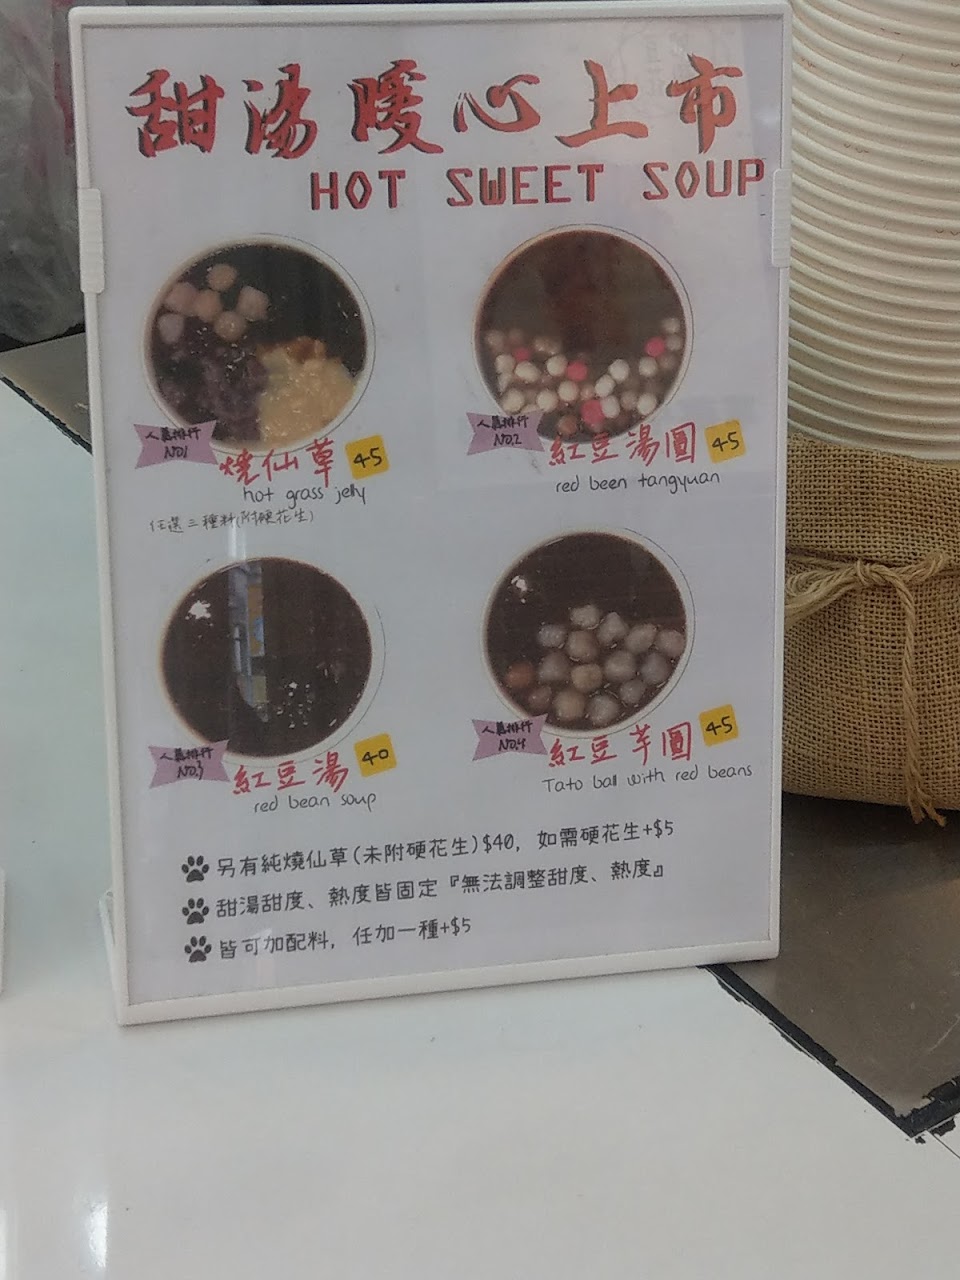 甜湯暖心上市
HOT SWEET SOUP
人氣排行
NO.1
燒仙草 45
hot grass jelly
任選三種料(附硬花生)
人氣排行
NO.2
紅豆湯圓 45
red been tangyuan
人氣排行
NO.3
紅豆湯 40
red bean soup
人氣排行
NO.4
紅豆芋圓 45
Tato ball with red beans
另有純燒仙草(未附硬花生)$40, 如需硬花生+$5
甜湯甜度、熱度皆固定『無法調整甜度、熱度』
皆可加配料, 任加一種+$5